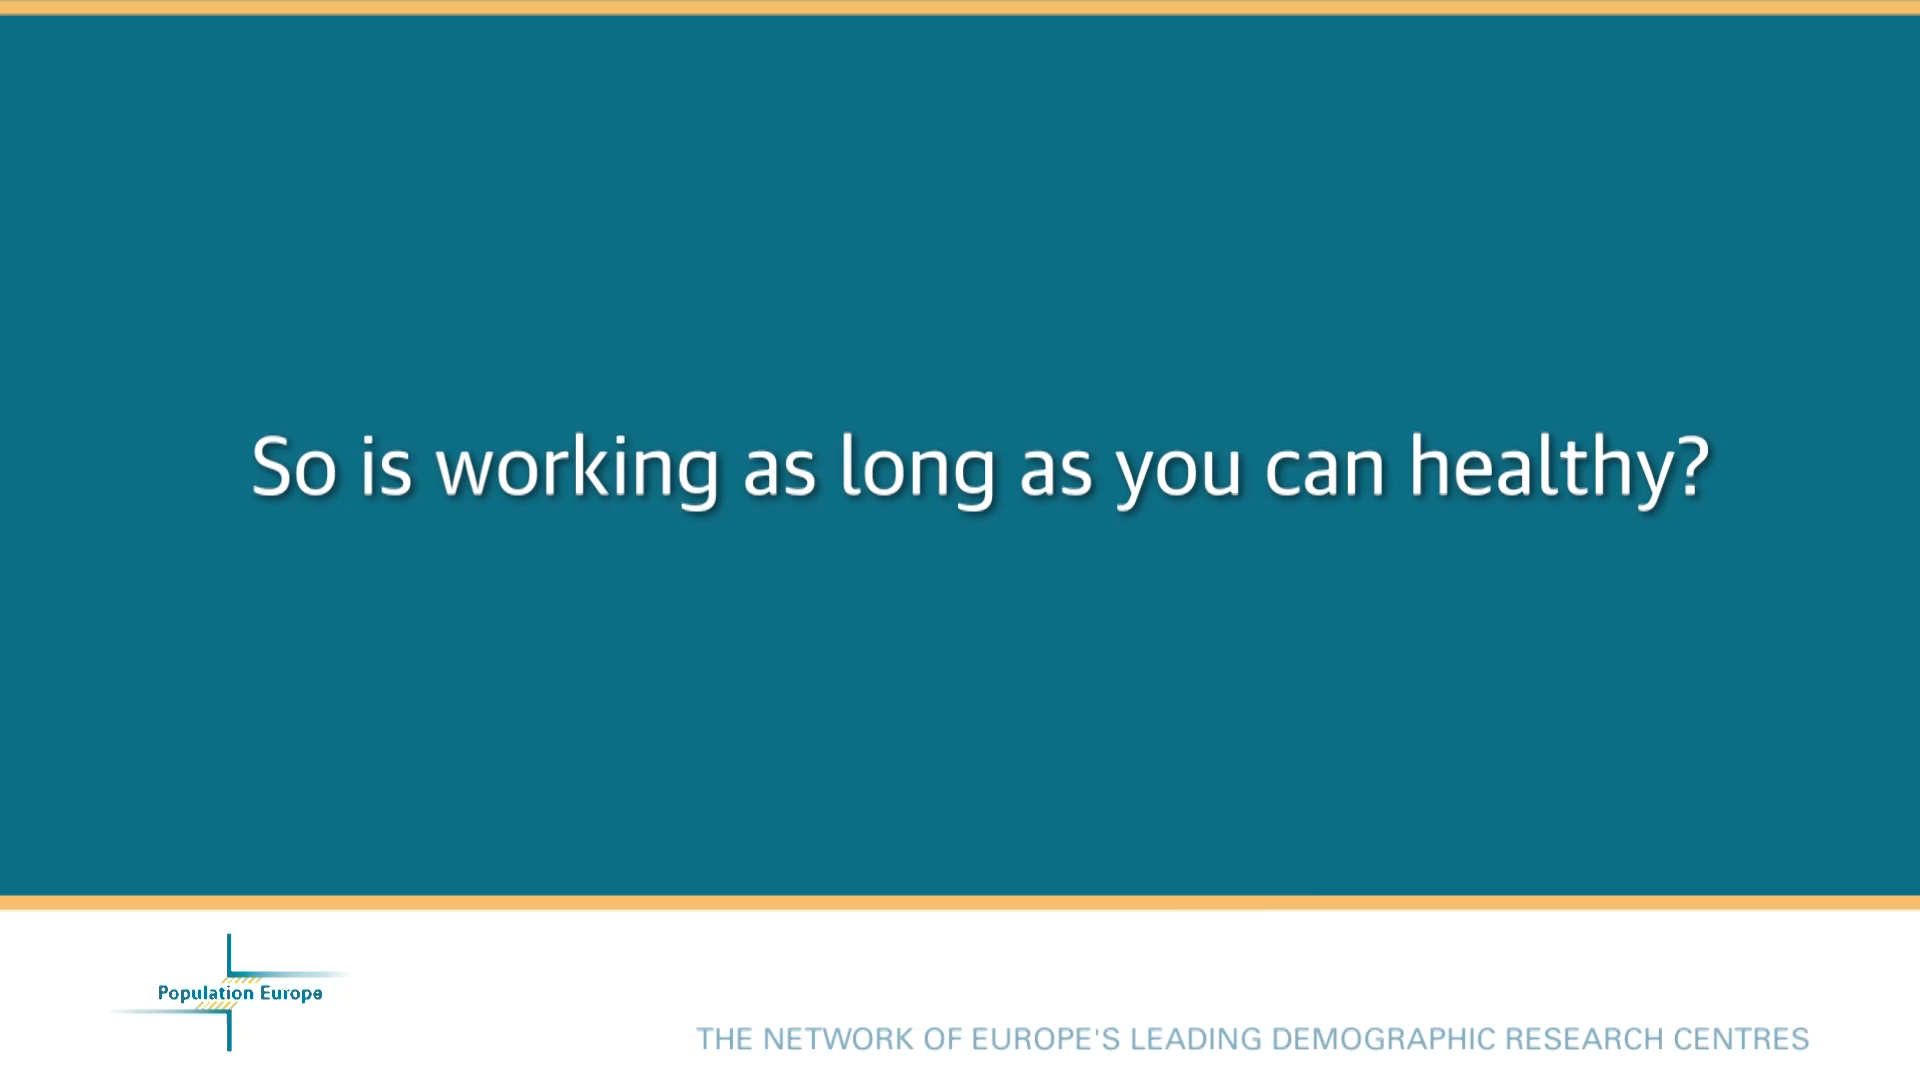 So is working as long as you can healthy?
Population Europe
THE NETWORK OF EUROPE'S LEADING DEMOGRAPHIC RESEARCH CENTRES